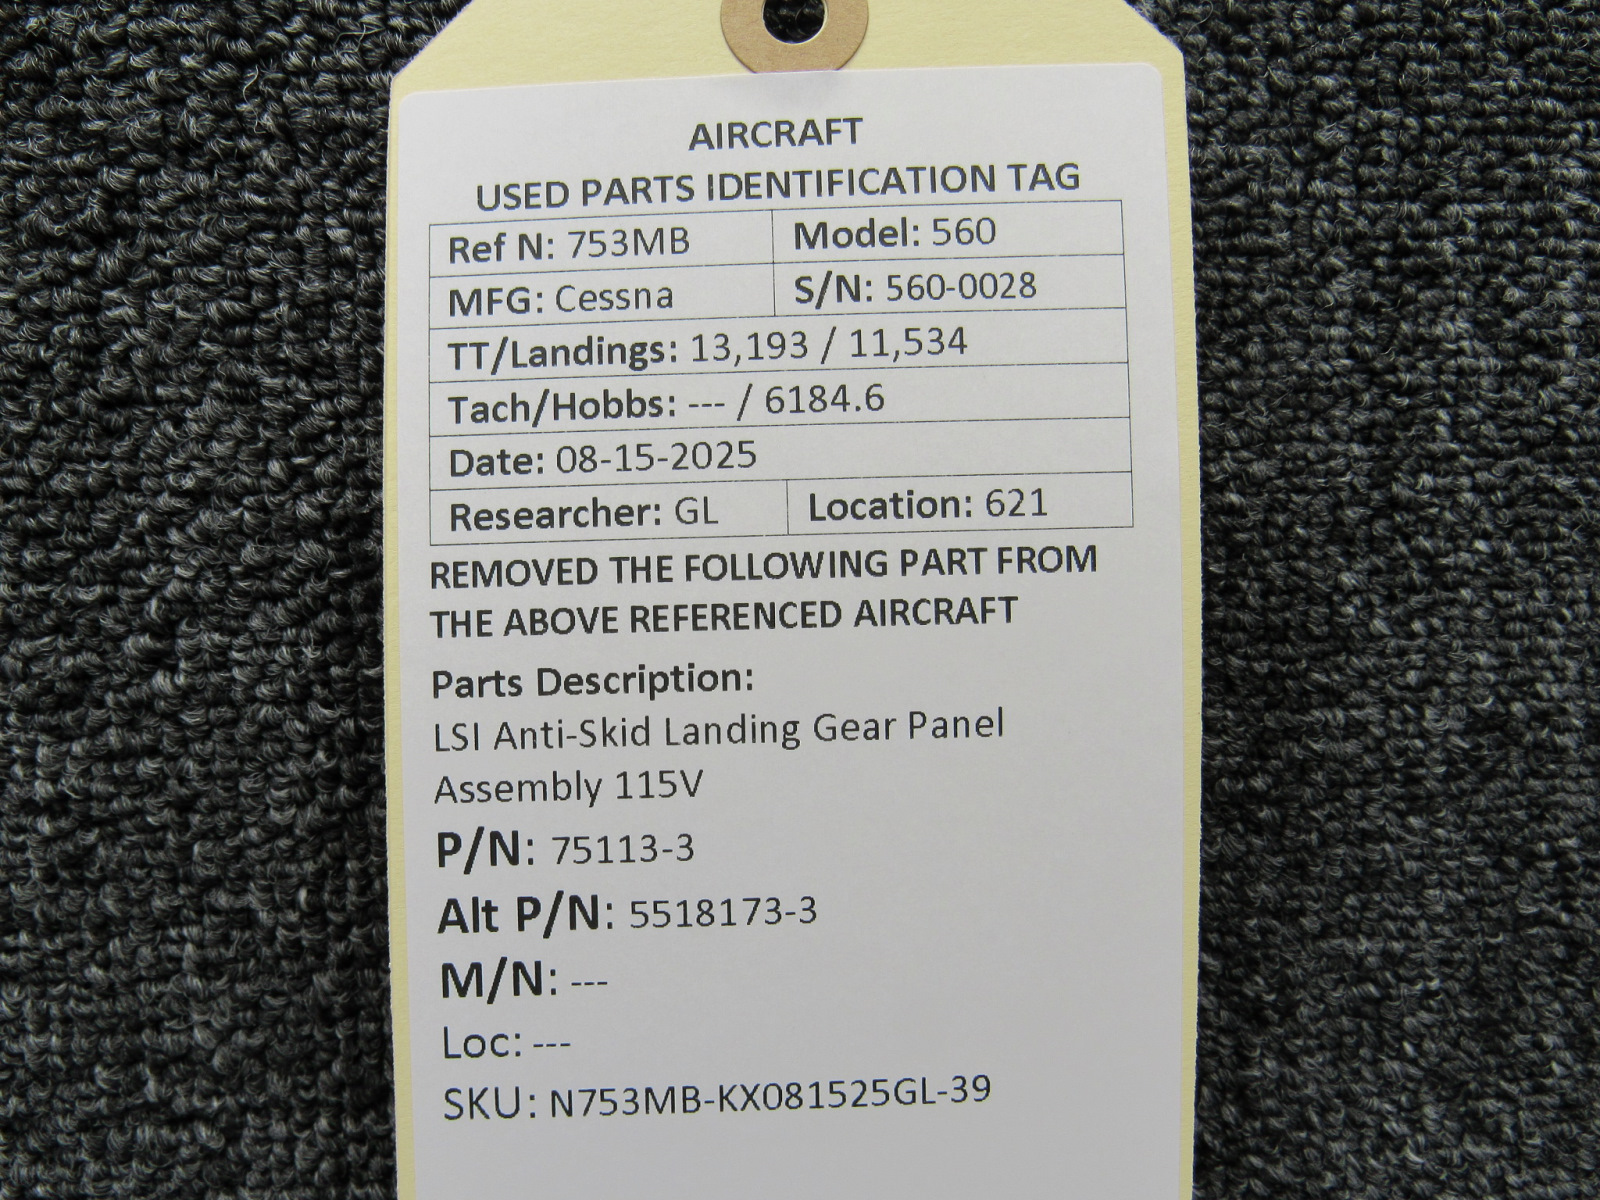 AIRCRAFT
USED PARTS IDENTIFICATION TAG
Ref N: 753MB Model: 560
MFG: Cessna S/N: 560-0028
TT/Landings: 13,193 / 11,534
Tach/Hobbs: --- / 6184.6
Date: 08-15-2025
Researcher: GL Location: 621
REMOVED THE FOLLOWING PART FROM
THE ABOVE REFERENCED AIRCRAFT
Parts Description:
LSI Anti-Skid Landing Gear Panel
Assembly 115V
P/N: 75113-3
Alt P/N: 5518173-3
M/N: ---
Loc: ---
SKU: N753MB-KX081525GL-39